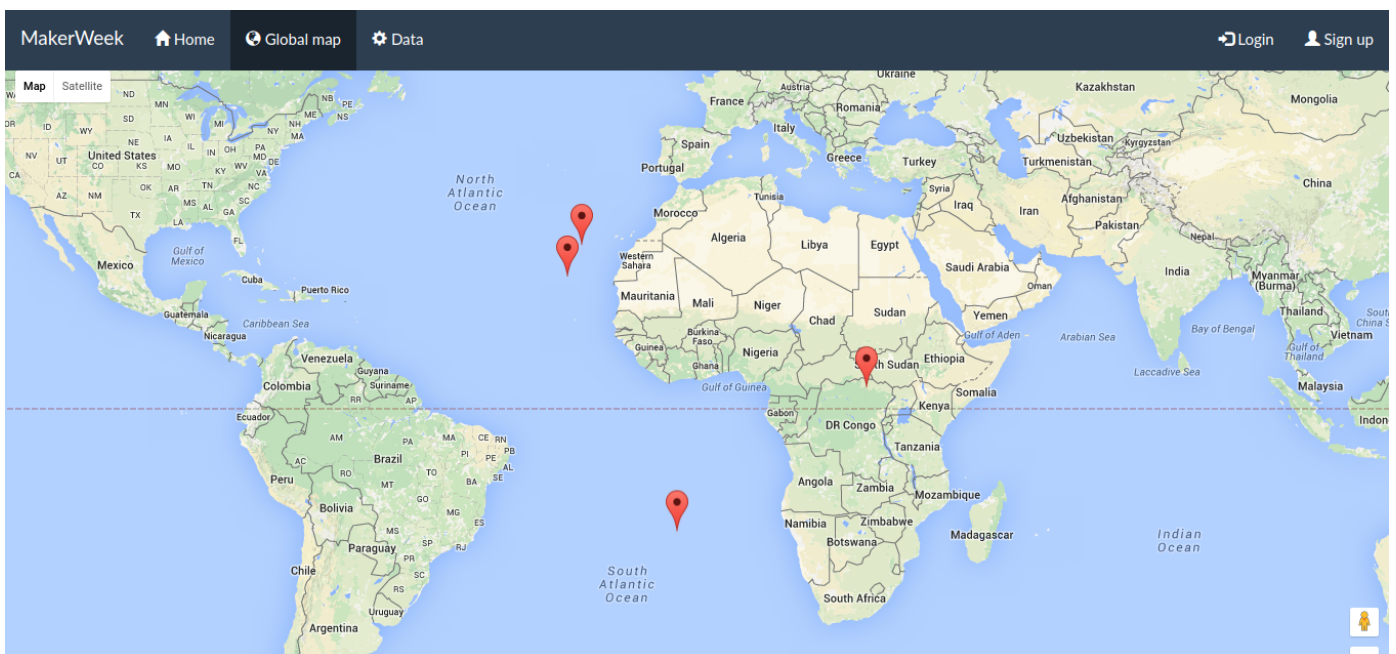 MakerWeek Home Global map Data Login Sign up
Map Satellite
Ukraine
Austria
Kazakhstan
France
Romania
Mongolia
ND
MN
NB
PE
ME
NS
SD
WI
MI
NH
OR
ID
WY
NY
MA
Italy
Uzbekistan
Kyrgyzstan
Spain
NE
IA
IL
IN
OH
PA
MD
DE
NV
UT
United States
CO
KS
MO
KY
WV
VA
Portugal
Greece
Turkey
Turkmenistan
CA
North
Atlantic
Ocean
AZ
NM
OK
AR
TN
NC
SC
MS
AL
GA
TX
LA
Tunisia
Syria
Iraq
Iran
Afghanistan
China
Morocco
Pakistan
FL
Algeria
Libya
Egypt
Nepal
Gulf of
Mexico
Mexico
Western
Sahara
Saudi Arabia
India
Myanmar
(Burma)
Cuba
Puerto Rico
Oman
Mauritania
Mali
Niger
Chad
Sudan
Yemen
Thailand
Guatemala
Caribbean Sea
Nicaragua
Burkina
Faso
Gulf of Aden
Arabian Sea
Bay of Bengal
Vietnam
Guinea
Nigeria
Gulf of
Thailand
Venezuela
Ghana
Ethiopia
Guyana
Suriname
Colombia
Gulf of Guinea
Laccadive Sea
Malaysia
RR
AP
Somalia
Kenya
Ecuador
Gabon
DR Congo
AM
PA
MA
CE
RN
PB
PI
PE
AL
SE
Brazil
Tanzania
AC
RO
TO
BA
Peru
MT
GO
Angola
Zambia
Mozambique
Bolivia
MG
ES
MS
SP
RJ
Namibia
Zimbabwe
Botswana
Madagascar
Indian
Ocean
Paraguay
PR
SC
Chile
South
Atlantic
Ocean
RS
South Africa
Uruguay
Argentina